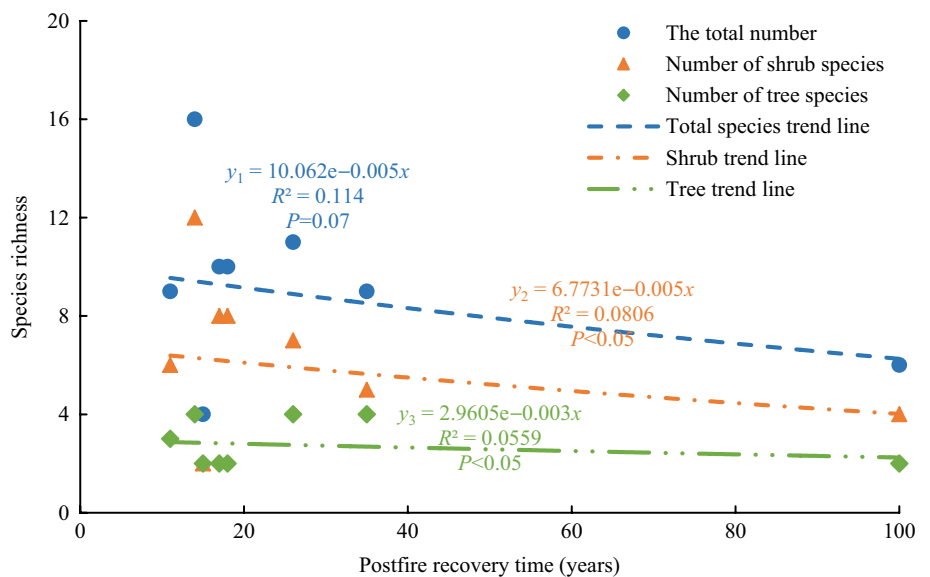 20
16
12
8
4
0
Species richness
The total number
Number of shrub species
Number of tree species
Total species trend line
Shrub trend line
Tree trend line
y₁ = 10.062e−0.005x
R² = 0.114
P=0.07
y₂ = 6.7731e−0.005x
R² = 0.0806
P<0.05
y₃ = 2.9605e−0.003x
R² = 0.0559
P<0.05
0 20 40 60 80 100
Postfire recovery time (years)